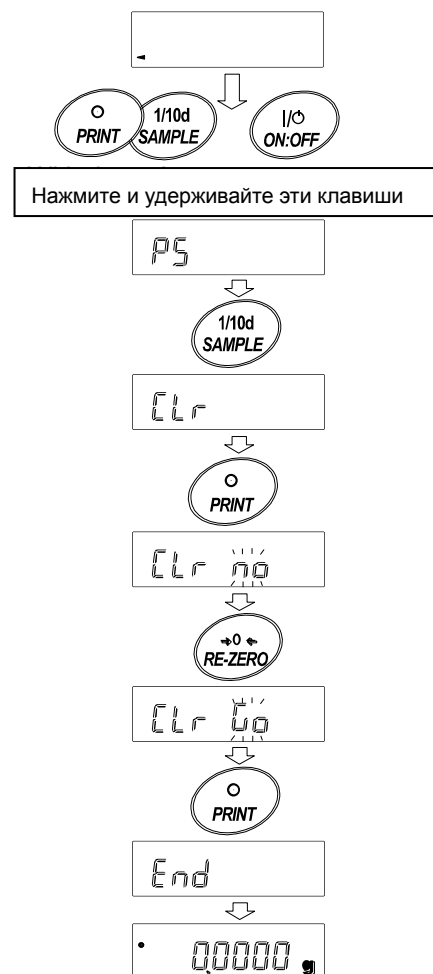 PRINT
1/10d
SAMPLE
I/⏻
ON:OFF
Нажмите и удерживайте эти клавиши
PS
1/10d
SAMPLE
CLr
PRINT
CLr no
→0←
RE-ZERO
CLr Go
PRINT
End
0.0000 g